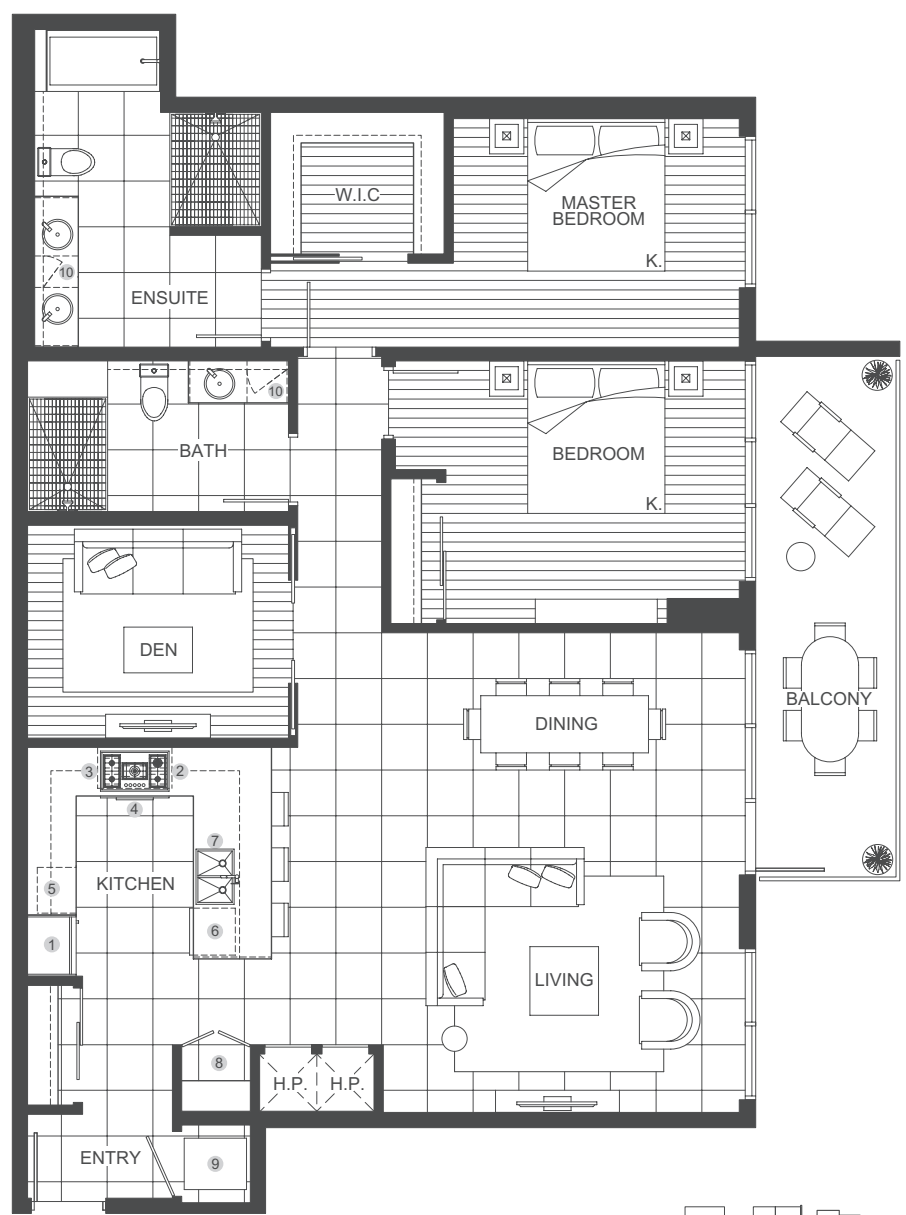 W.I.C
MASTER
BEDROOM
K.
10
ENSUITE
10
BATH
BEDROOM
K.
DEN
BALCONY
DINING
3
2
4
7
KITCHEN
5
6
1
LIVING
8
H.P.
H.P.
ENTRY
9